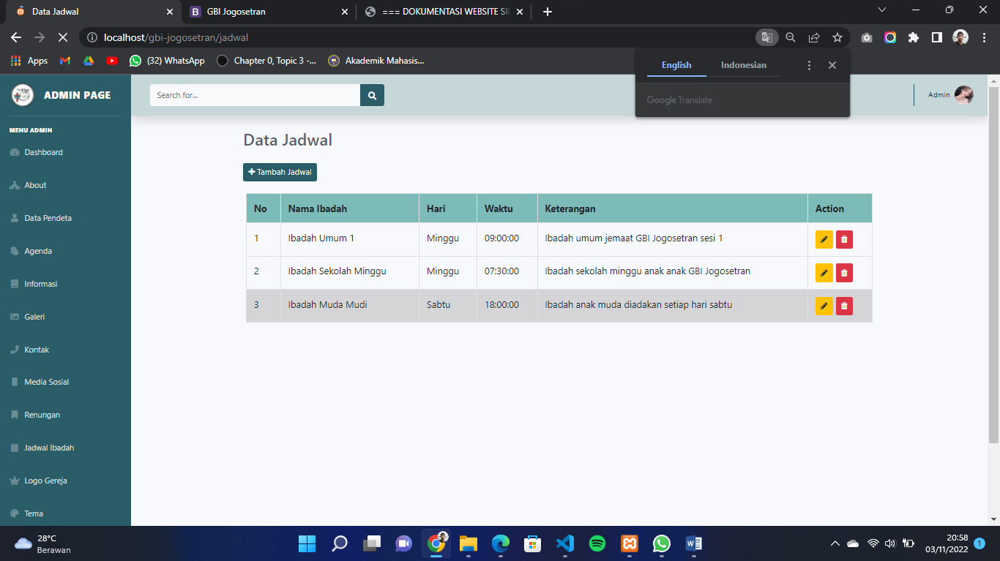 Data Jadwal
GBI Jogosetran
=== DOKUMENTASI WEBSITE
localhost/gbi-jogosetran/jadwal
Apps
(32) WhatsApp
Chapter 0, Topic 3 -...
Akademik Mahasis...
English
Indonesian
Google Translate
ADMIN PAGE
Search for...
Admin
MENU ADMIN
Dashboard
About
Data Pendeta
Agenda
Informasi
Galeri
Kontak
Media Sosial
Renungan
Jadwal Ibadah
Logo Gereja
Tema
Data Jadwal
Tambah Jadwal
No Nama Ibadah Hari Waktu Keterangan Action
1 Ibadah Umum 1 Minggu 09:00:00 Ibadah umum jemaat GBI Jogosetran sesi 1
2 Ibadah Sekolah Minggu Minggu 07:30:00 Ibadah sekolah minggu anak anak GBI Jogosetran
3 Ibadah Muda Mudi Sabtu 18:00:00 Ibadah anak muda diadakan setiap hari sabtu
28°C
Berawan
20:58
03/11/2022
1